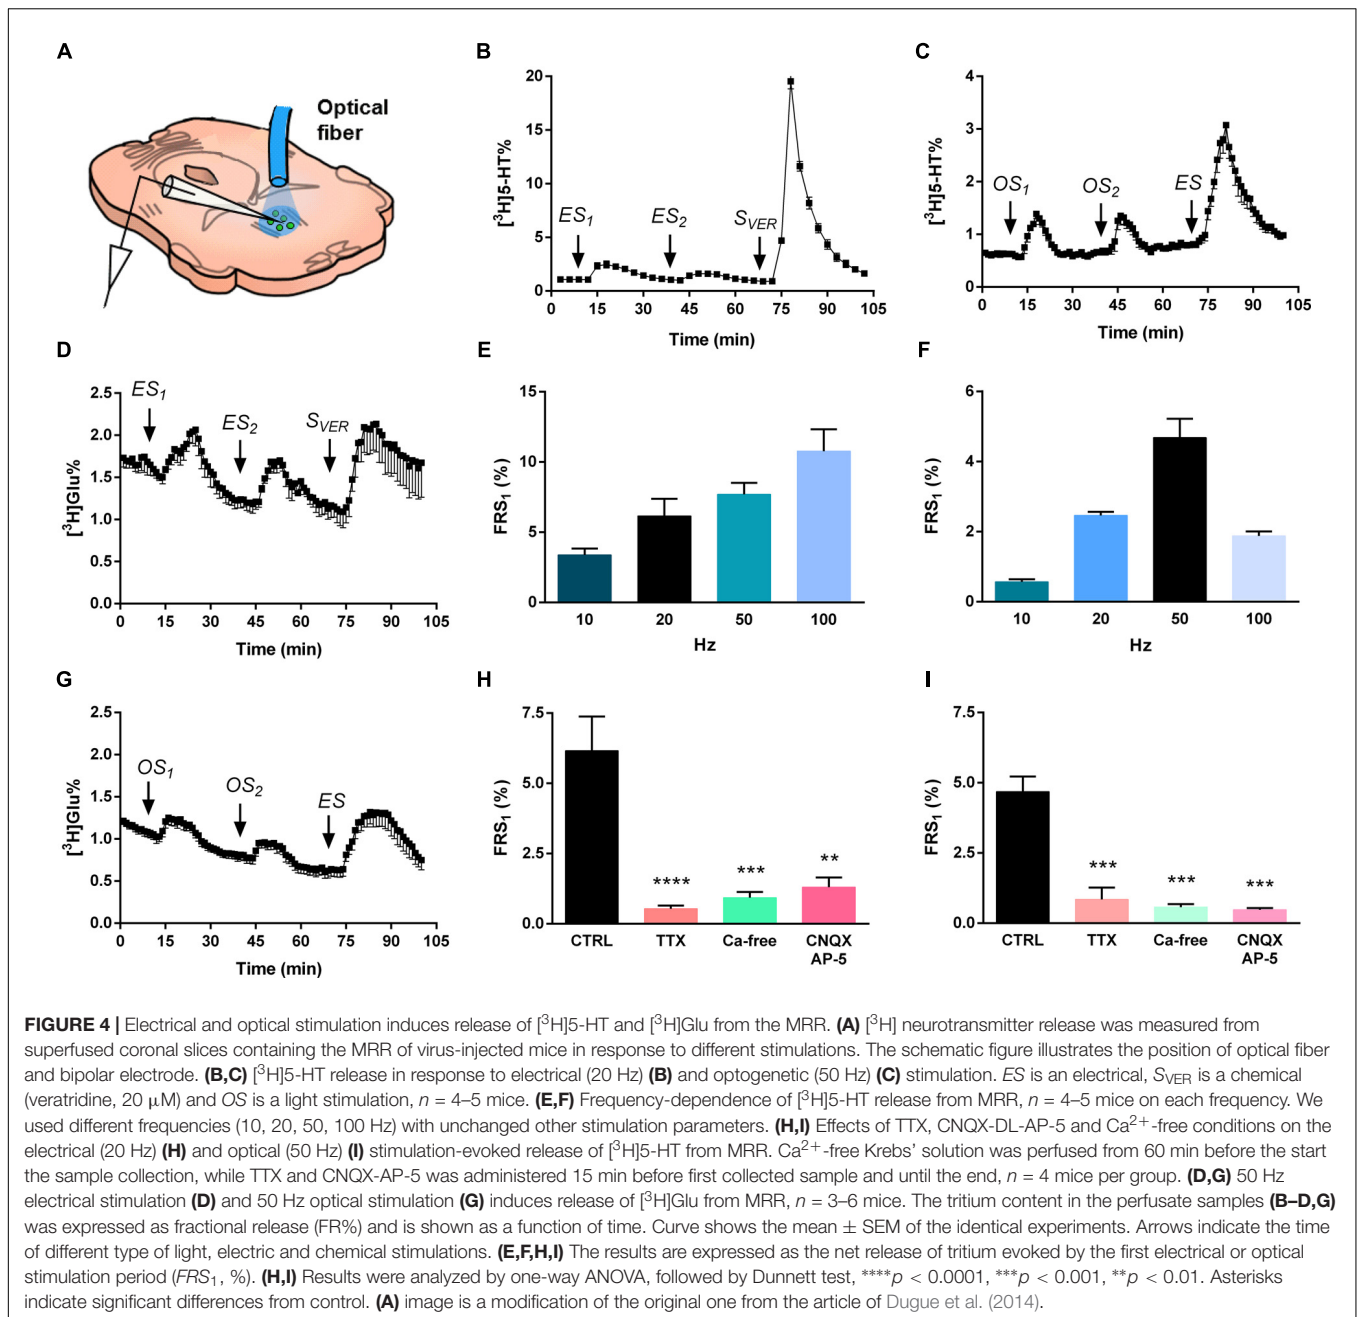 A
Optical
fiber
B
[3H]5-HT%
20
15
10
5
0
ES1
ES2
SVER
0 15 30 45 60 75 90 105
Time (min)
C
[3H]5-HT%
4
3
2
1
0
OS1
OS2
ES
0 15 30 45 60 75 90 105
Time (min)
D
[3H]Glu%
2.5
2.0
1.5
1.0
0.5
0.0
ES1
ES2
SVER
0 15 30 45 60 75 90 105
Time (min)
E
FRS1 (%)
15
10
5
0
10 20 50 100
Hz
F
FRS1 (%)
6
4
2
0
10 20 50 100
Hz
G
[3H]Glu%
2.5
2.0
1.5
1.0
0.5
0.0
OS1
OS2
ES
0 15 30 45 60 75 90 105
Time (min)
H
FRS1 (%)
7.5
5.0
2.5
0.0
**** *** **
CTRL TTX Ca-free CNQX
AP-5
I
FRS1 (%)
7.5
5.0
2.5
0.0
*** *** ***
CTRL TTX Ca-free CNQX
AP-5
FIGURE 4 | Electrical and optical stimulation induces release of [3H]5-HT and [3H]Glu from the MRR. (A) [3H] neurotransmitter release was measured from
superfused coronal slices containing the MRR of virus-injected mice in response to different stimulations. The schematic figure illustrates the position of optical fiber
and bipolar electrode. (B,C) [3H]5-HT release in response to electrical (20 Hz) (B) and optogenetic (50 Hz) (C) stimulation. ES is an electrical, SVER is a chemical
(veratridine, 20 μM) and OS is a light stimulation, n = 4–5 mice. (E,F) Frequency-dependence of [3H]5-HT release from MRR, n = 4–5 mice on each frequency. We
used different frequencies (10, 20, 50, 100 Hz) with unchanged other stimulation parameters. (H,I) Effects of TTX, CNQX-DL-AP-5 and Ca2+-free conditions on the
electrical (20 Hz) (H) and optical (50 Hz) (I) stimulation-evoked release of [3H]5-HT from MRR. Ca2+-free Krebs' solution was perfused from 60 min before the start
the sample collection, while TTX and CNQX-AP-5 was administered 15 min before first collected sample and until the end, n = 4 mice per group. (D,G) 50 Hz
electrical stimulation (D) and 50 Hz optical stimulation (G) induces release of [3H]Glu from MRR, n = 3–6 mice. The tritium content in the perfusate samples (B–D,G)
was expressed as fractional release (FR%) and is shown as a function of time. Curve shows the mean ± SEM of the identical experiments. Arrows indicate the time
of different type of light, electric and chemical stimulations. (E,F,H,I) The results are expressed as the net release of tritium evoked by the first electrical or optical
stimulation period (FRS1, %). (H,I) Results were analyzed by one-way ANOVA, followed by Dunnett test, ****p < 0.0001, ***p < 0.001, **p < 0.01. Asterisks
indicate significant differences from control. (A) image is a modification of the original one from the article of Dugue et al. (2014).